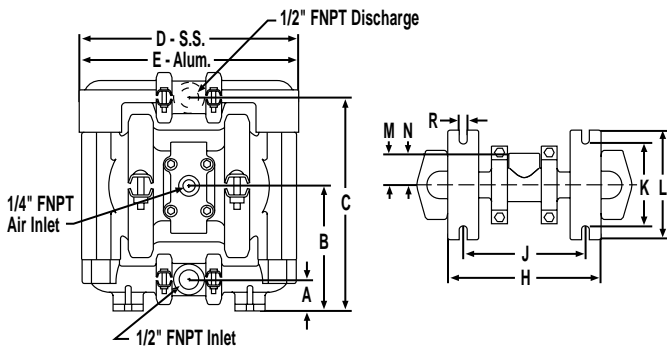 1/2" FNPT Discharge
D - S.S.
E - Alum.
1/4" FNPT
Air Inlet
C
B
A
1/2" FNPT Inlet
R
M N
K
L
J
H